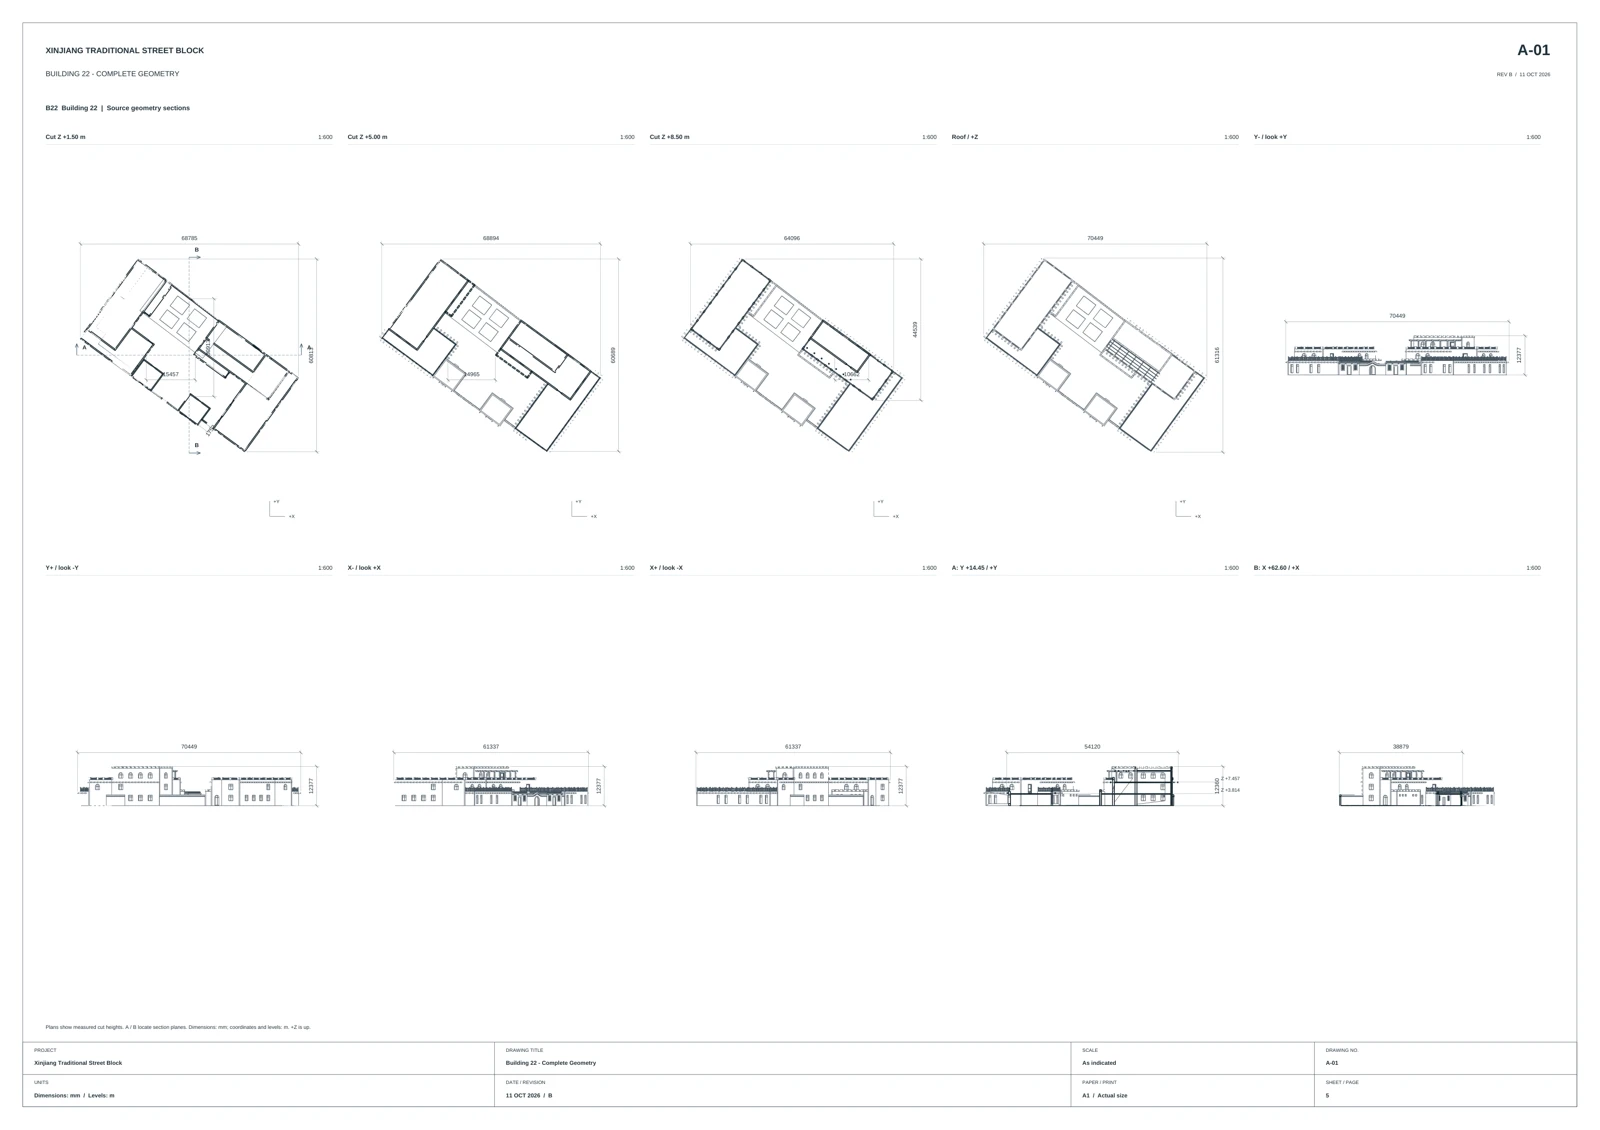 XINJIANG TRADITIONAL STREET BLOCK
A-01
BUILDING 22 - COMPLETE GEOMETRY
REV B / 11 OCT 2026
B22 Building 22 | Source geometry sections
Cut Z +1.50 m 1:600
Cut Z +5.00 m 1:600
Cut Z +8.50 m 1:600
Roof / +Z 1:600
Y- / look +Y 1:600
68785
B
A
15457
B
+Y
+X
68894
4965
60689
+Y
+X
64096
10662
44539
+Y
+X
70449
61316
+Y
+X
70449
12377
Y+ / look -Y 1:600
X- / look +X 1:600
X+ / look -X 1:600
A: Y +14.45 / +Y 1:600
B: X +62.60 / +X 1:600
70449
12377
61337
12377
61337
12377
54120
Z +7.457
Z +3.814
12360
38879
Plans show measured cut heights. A / B locate section planes. Dimensions: mm; coordinates and levels: m. +Z is up.
PROJECT
Xinjiang Traditional Street Block
DRAWING TITLE
Building 22 - Complete Geometry
SCALE
As indicated
DRAWING NO.
A-01
UNITS
Dimensions: mm / Levels: m
DATE / REVISION
11 OCT 2026 / B
PAPER / PRINT
A1 / Actual size
SHEET / PAGE
5